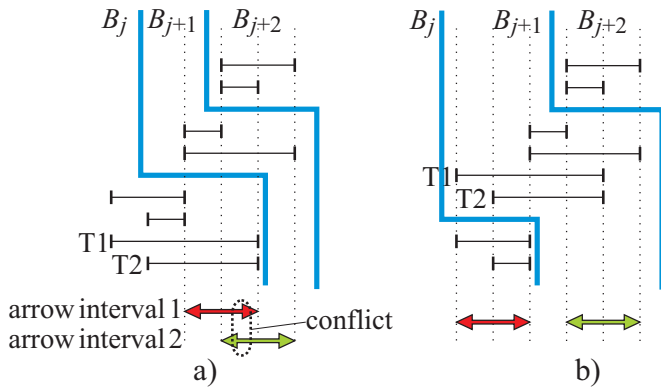 Bj Bj+1 Bj+2
T1
T2
arrow interval 1
arrow interval 2
conflict
a)
Bj Bj+1 Bj+2
T1
T2
b)